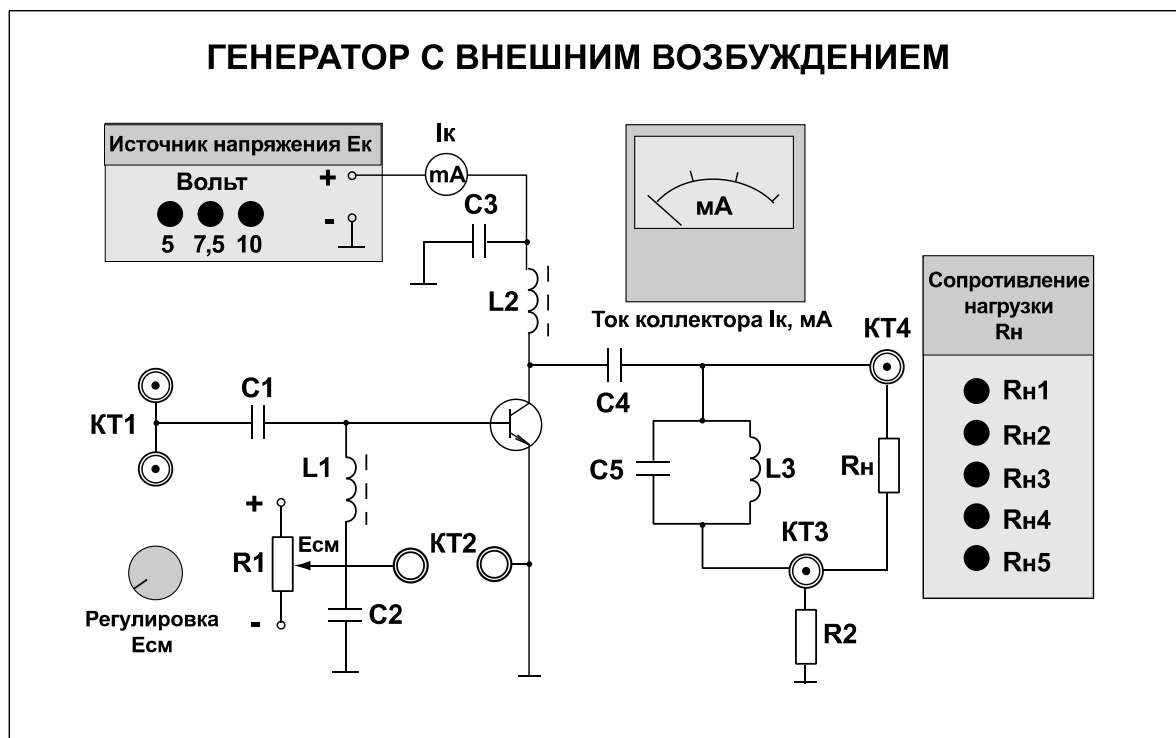 ГЕНЕРАТОР С ВНЕШНИМ ВОЗБУЖДЕНИЕМ
Источник напряжения Ек
Вольт
+
-
5 7,5 10
Iк
mA
C3
L2
мА
Ток коллектора Iк, мА
КТ4
Сопротивление
нагрузки
Rн
Rн1
Rн2
Rн3
Rн4
Rн5
КТ1
C1
C4
L1
C5
L3
Rн
+
R1
-
Есм
КТ2
КТ3
Регулировка
Есм
C2
R2